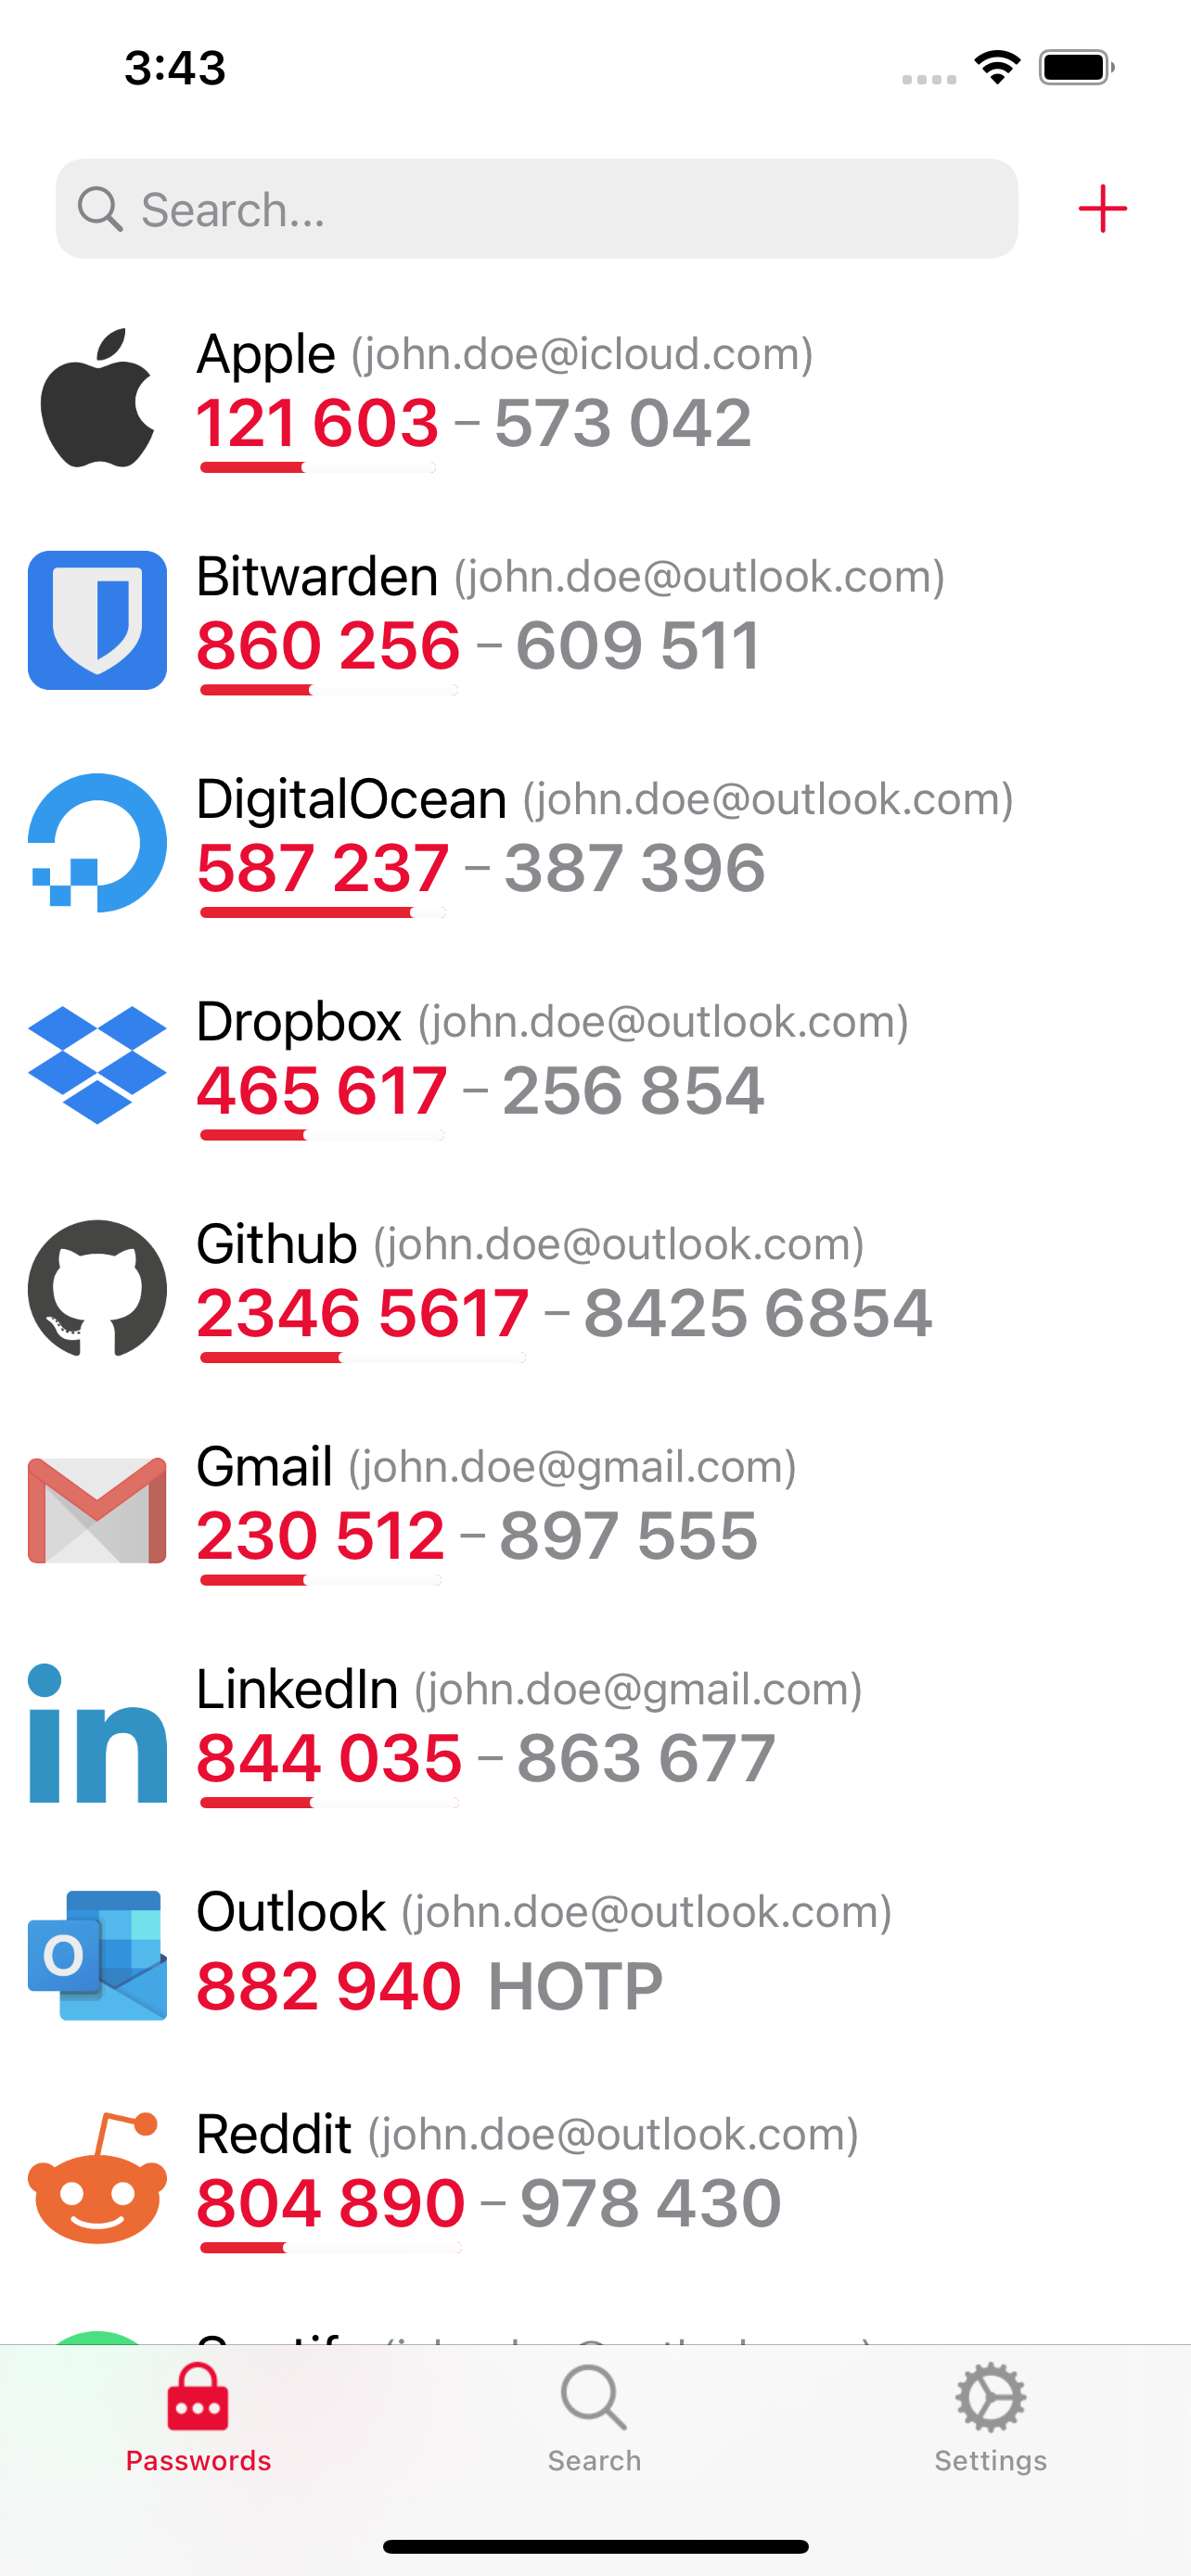 3:43
Search...
Apple (john.doe@icloud.com)
121 603 – 573 042
Bitwarden (john.doe@outlook.com)
860 256 – 609 511
DigitalOcean (john.doe@outlook.com)
587 237 – 387 396
Dropbox (john.doe@outlook.com)
465 617 – 256 854
Github (john.doe@outlook.com)
2346 5617 – 8425 6854
Gmail (john.doe@gmail.com)
230 512 – 897 555
LinkedIn (john.doe@gmail.com)
844 035 – 863 677
Outlook (john.doe@outlook.com)
882 940 HOTP
Reddit (john.doe@outlook.com)
804 890 – 978 430
Passwords Search Settings